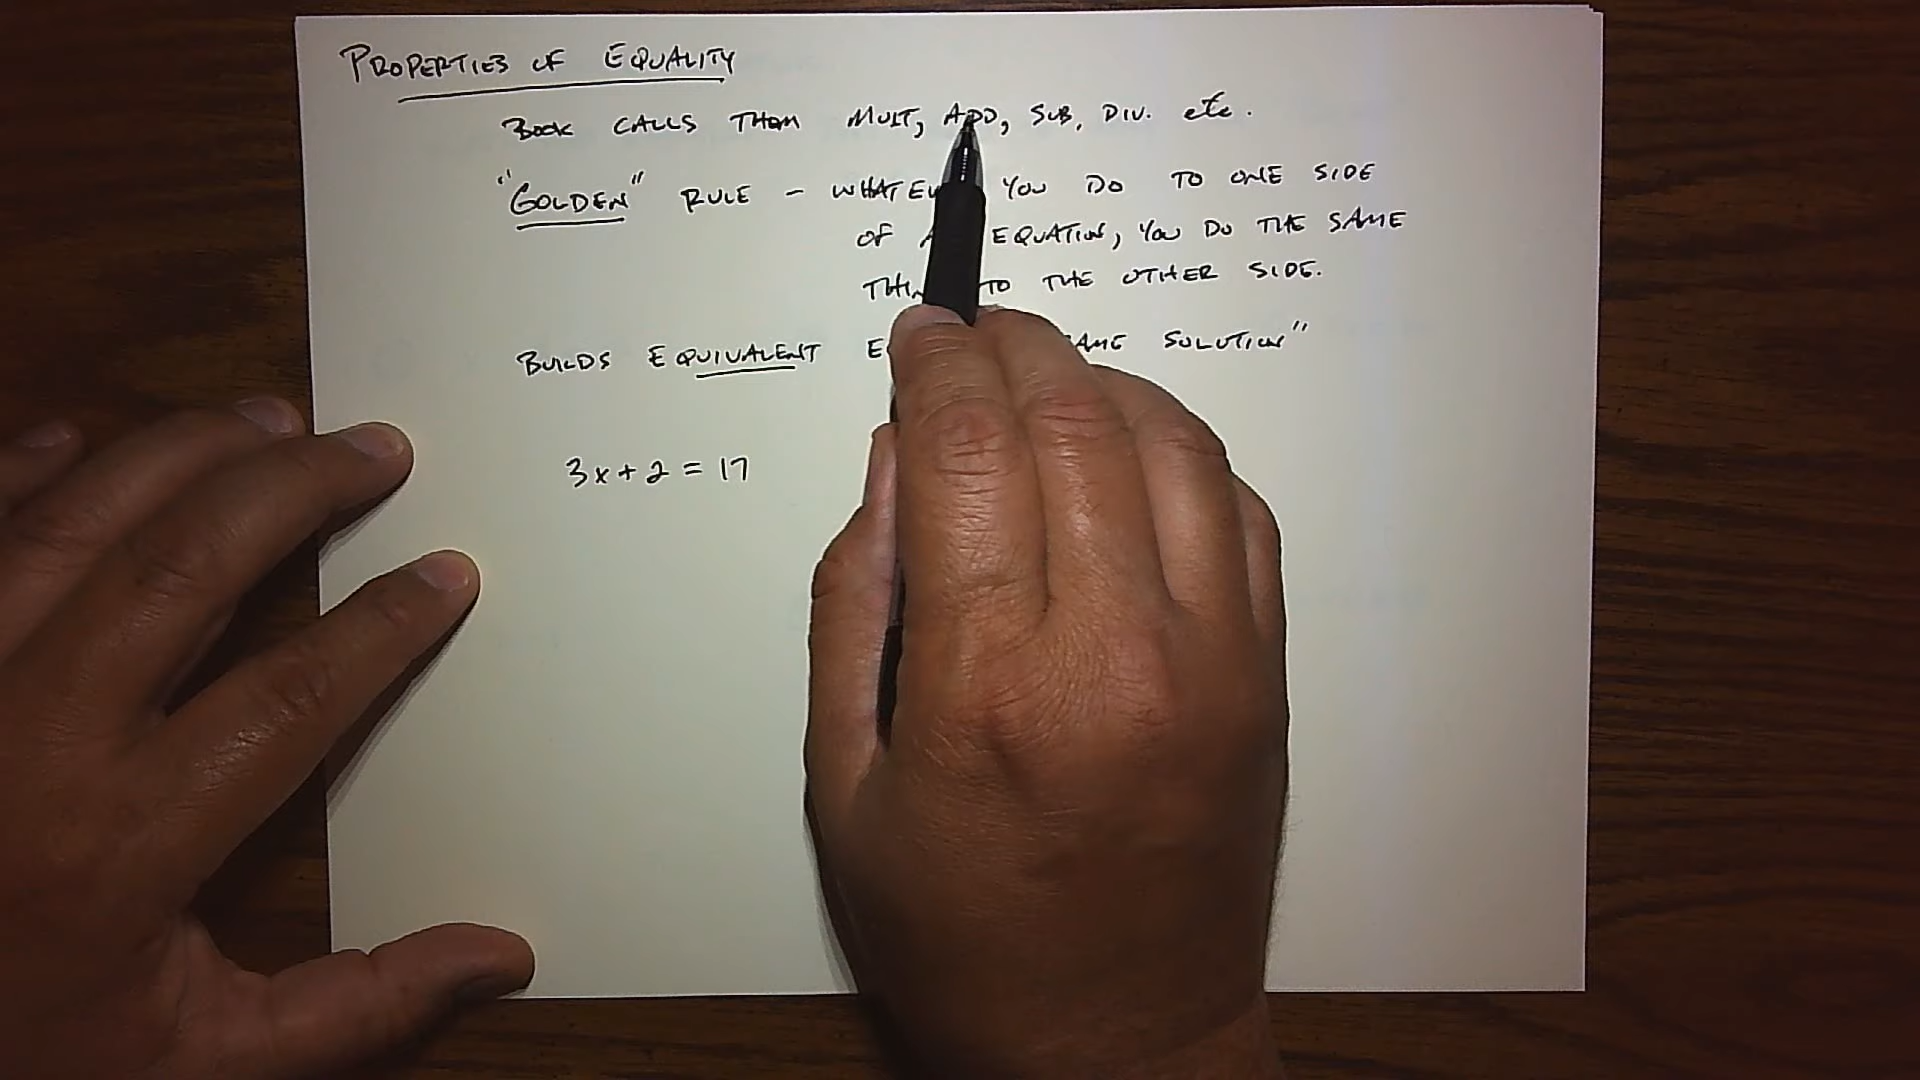 PROPERTIES OF EQUALITY
BOOK CALLS THEM MULT, ADD, SUB, DIV. etc.
"GOLDEN" RULE - YOU DO TO ONE SIDE
OF EQUATION, YOU DO THE SAME
TO THE OTHER SIDE.
BUILDS EQUIVALENT SOLUTION"
3x + 2 = 17